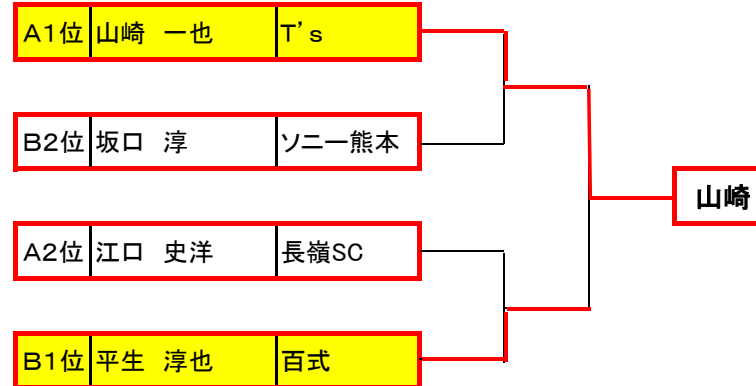 A1位 山崎 一也 T's
B2位 坂口 淳 ソニー熊本
山崎
A2位 江口 史洋 長嶺SC
B1位 平生 淳也 百式